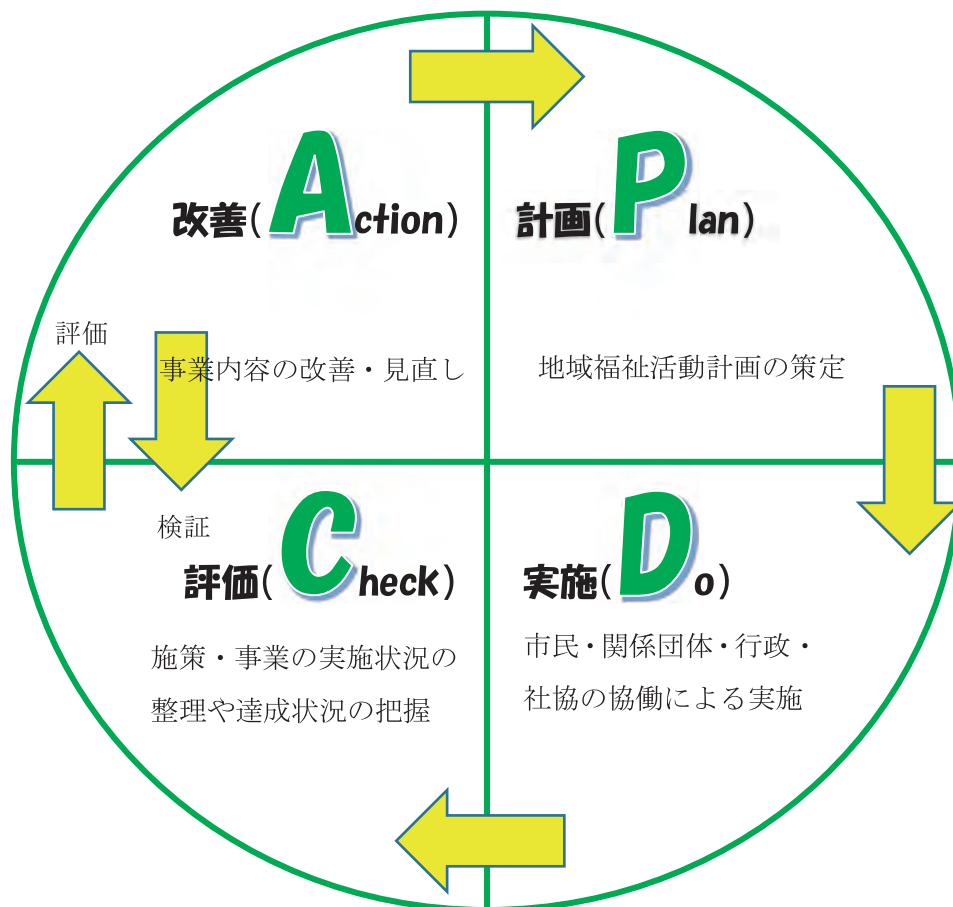 改善(Action)
計画(Plan)
評価
事業内容の改善・見直し
地域福祉活動計画の策定
検証
評価(Check)
実施(Do)
施策・事業の実施状況の
整理や達成状況の把握
市民・関係団体・行政・
社協の協働による実施